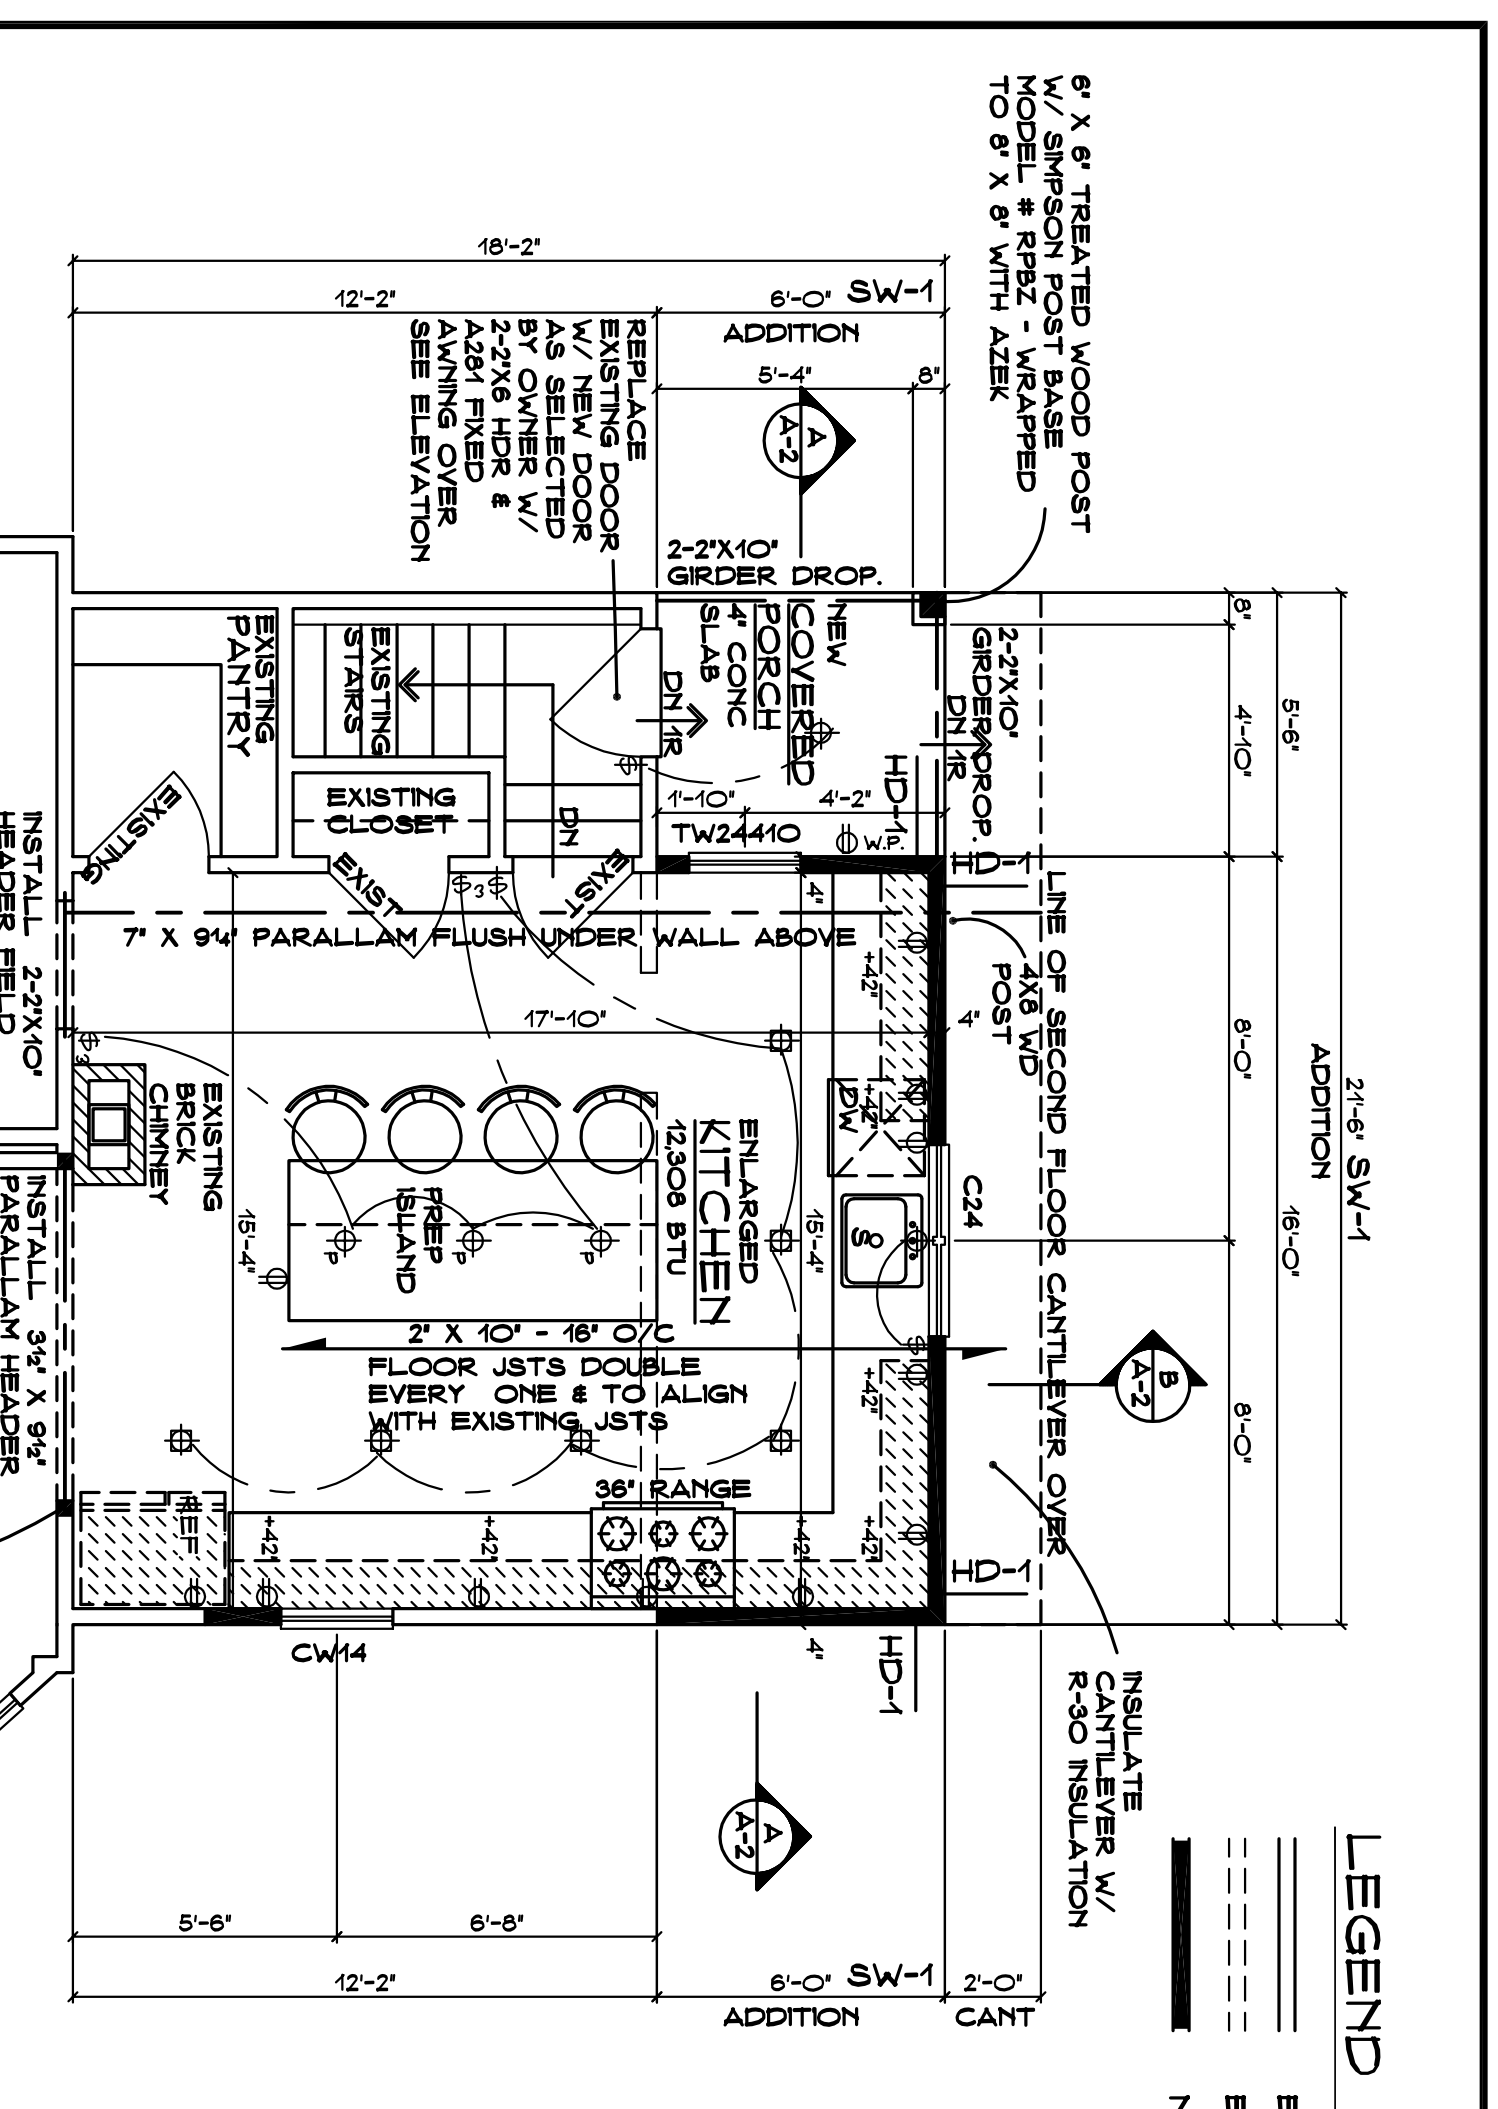 6" X 6" TREATED WOOD POST
W/ SIMPSON POST BASE
MODEL # RPBZ - WRAPPED
TO 8" X 8" WITH AZEK
18'-2"
12'-2"
6'-0" SW-1
ADDITION
5'-4"
8"
A
A-2
REPLACE
EXISTING DOOR
W/ NEW DOOR
AS SELECTED
BY OWNER W/
2-2"X6 HDR &
A281 FIXED
AWNING OVER
SEE ELEVATION
2-2"X10"
GIRDER DROP.
8"
4'-10"
5'-6"
8'-0"
16'-0"
8'-0"
21'-6" SW-1
ADDITION
NEW
COVERED
PORCH
4" CONC
SLAB
DN 1R
2-2"X10"
GIRDER DROP.
DN 1R
HD-1
EXISTING
PANTRY
EXISTING
STAIRS
EXISTING
CLOSET
DN
1'-10"
4'-2"
TW24410
W.P.
HD-1
EXISTING
EXIST
EXIST
3
4"
7" X 9¼" PARALLAM FLUSH UNDER WALL ABOVE
+42"
4X8 WD
POST
LINE OF SECOND FLOOR CANTILEVER OVER
17'-10"
4"
INSTALL 2-2"X10"
HEADER FIELD
3
EXISTING
BRICK
CHIMNEY
ENLARGED
KITCHEN
12,308 BTU
DW
+42"
C24
S
PREP
ISLAND
P
P
P
15'-4"
15'-4"
INSTALL 3½" X 9½"
PARALLAM HEADER
2" X 10" - 16" O/C
FLOOR JSTS DOUBLE
EVERY ONE & TO ALIGN
WITH EXISTING JSTS
B
A-2
+42"
36" RANGE
REF
+42"
+42"
+42"
+42"
HD-1
CW14
4"
HD-1
INSULATE
CANTILEVER W/
R-30 INSULATION
A
A-2
5'-6"
6'-8"
12'-2"
6'-0" SW-1
ADDITION
2'-0"
CANT
LEGEND
E
E